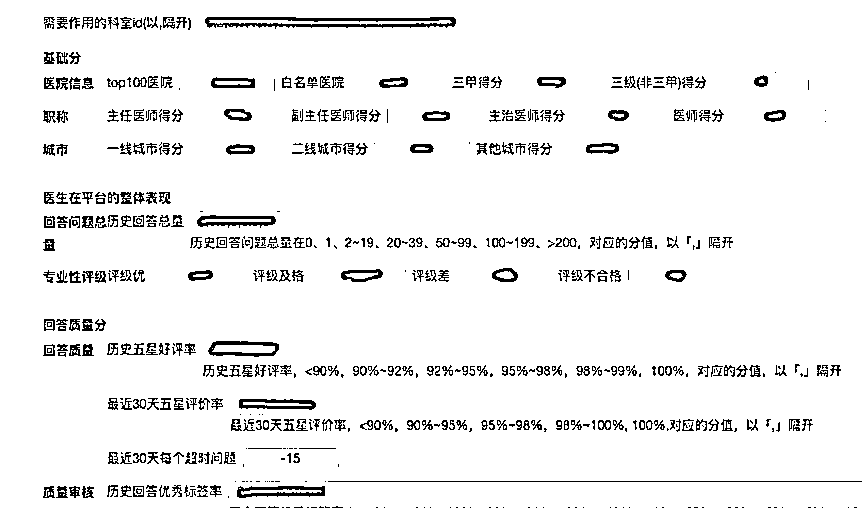 需要作用的科室id(以,隔开)
基础分
医院信息 top100医院 白名单医院 三甲得分 三级(非三甲)得分
职称 主任医师得分 副主任医师得分 主治医师得分 医师得分
城市 一线城市得分 二线城市得分 其他城市得分
医生在平台的整体表现
回答问题总量 历史回答总量
历史回答问题总量在0、1、2~19、20~39、50~99、100~199、>200，对应的分值，以「,」隔开
专业性评级 评级优 评级及格 评级差 评级不合格
回答质量分
回答质量 历史五星好评率
历史五星好评率，<90%，90%~92%，92%~95%，95%~98%，98%~99%，100%，对应的分值，以「,」隔开
最近30天五星评价率
最近30天五星评价率，<90%，90%~95%，95%~98%，98%~100%，100%,对应的分值，以「,」隔开
最近30天每个超时问题 -15
质量审核 历史回答优秀标签率